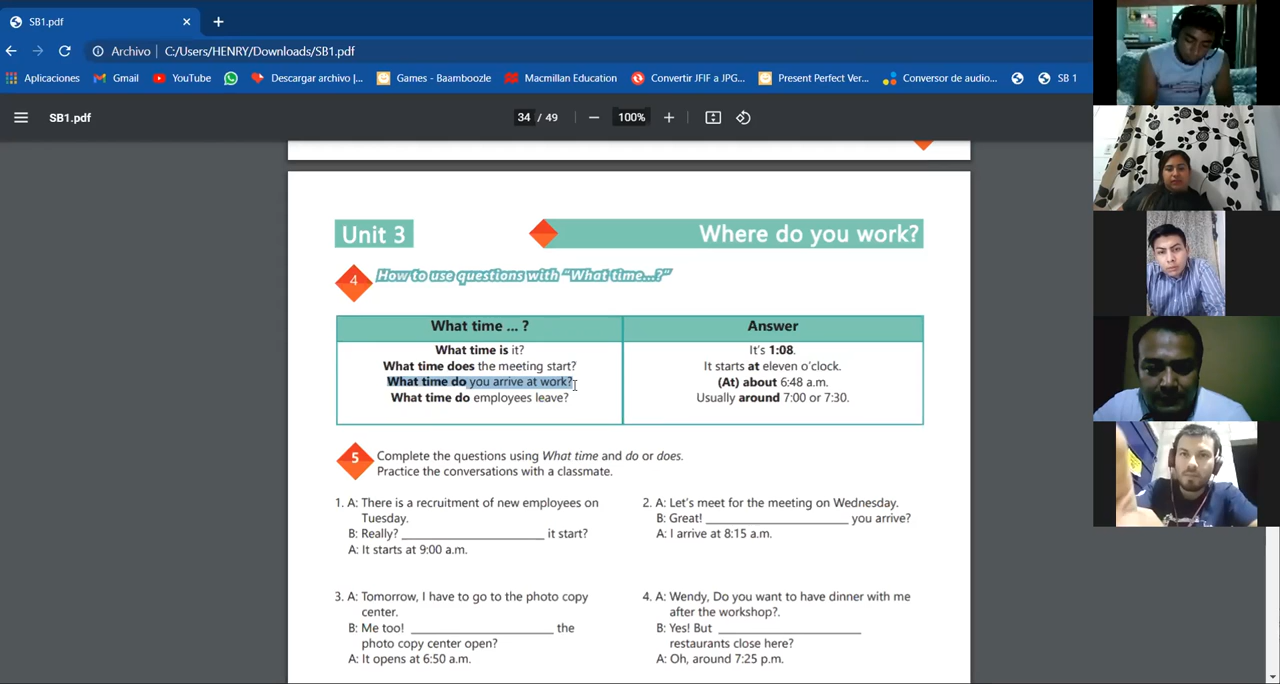 SB1.pdf
Archivo C:/Users/HENRY/Downloads/SB1.pdf
Aplicaciones Gmail YouTube Descargar archivo |... Games - Baamboozle Macmillan Education Convertir JFIF a JPG... Present Perfect Ver... Conversor de audio... SB 1
SB1.pdf 34 / 49 100%
Unit 3 Where do you work?
4 How to use questions with “What time...?”
What time ... ? Answer
What time is it? It's 1:08.
What time does the meeting start? It starts at eleven o'clock.
What time do you arrive at work? (At) about 6:48 a.m.
What time do employees leave? Usually around 7:00 or 7:30.
5 Complete the questions using What time and do or does.
Practice the conversations with a classmate.
1. A: There is a recruitment of new employees on
Tuesday.
B: Really? ______________________ it start?
A: It starts at 9:00 a.m.
2. A: Let's meet for the meeting on Wednesday.
B: Great! ______________________ you arrive?
A: I arrive at 8:15 a.m.
3. A: Tomorrow, I have to go to the photo copy
center.
B: Me too! ______________________ the
photo copy center open?
A: It opens at 6:50 a.m.
4. A: Wendy, Do you want to have dinner with me
after the workshop?.
B: Yes! But ______________________
restaurants close here?
A: Oh, around 7:25 p.m.